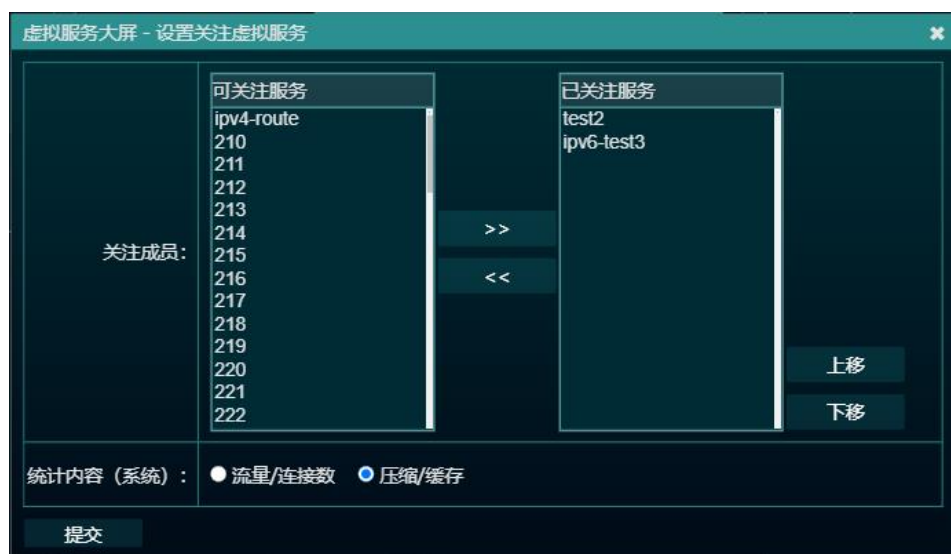 虚拟服务大屏 - 设置关注虚拟服务
可关注服务
ipv4-route
210
211
212
213
214
215
216
217
218
219
220
221
222
关注成员：
>>
<<
已关注服务
test2
ipv6-test3
上移
下移
统计内容（系统）：
流量/连接数 压缩/缓存
提交